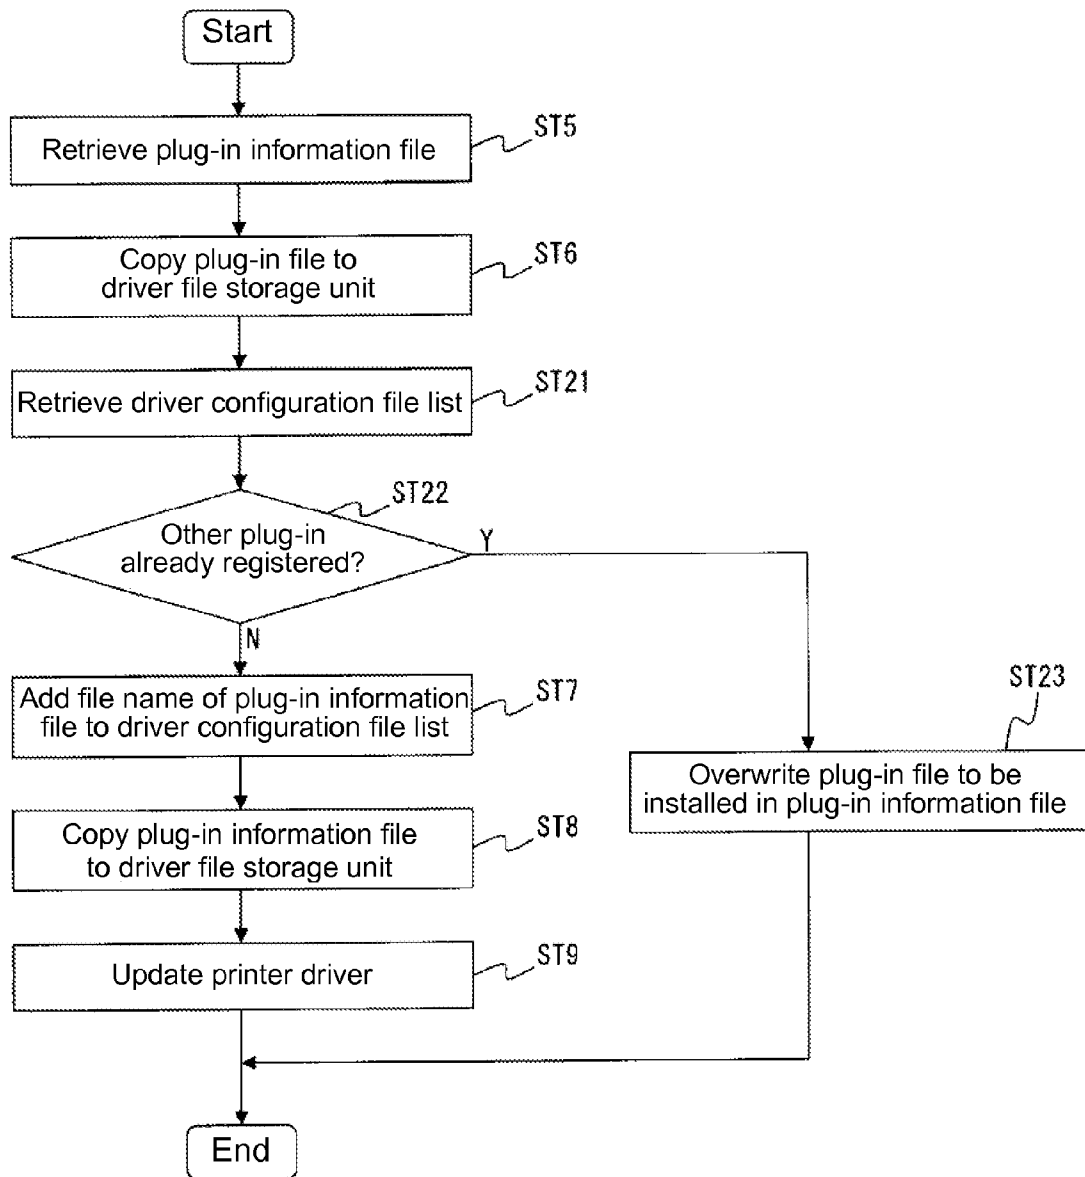 Start
Retrieve plug-in information file
ST5
Copy plug-in file to
driver file storage unit
ST6
Retrieve driver configuration file list
ST21
Other plug-in
already registered?
ST22
Y
N
Add file name of plug-in information
file to driver configuration file list
ST7
Overwrite plug-in file to be
installed in plug-in information file
ST23
Copy plug-in information file
to driver file storage unit
ST8
Update printer driver
ST9
End